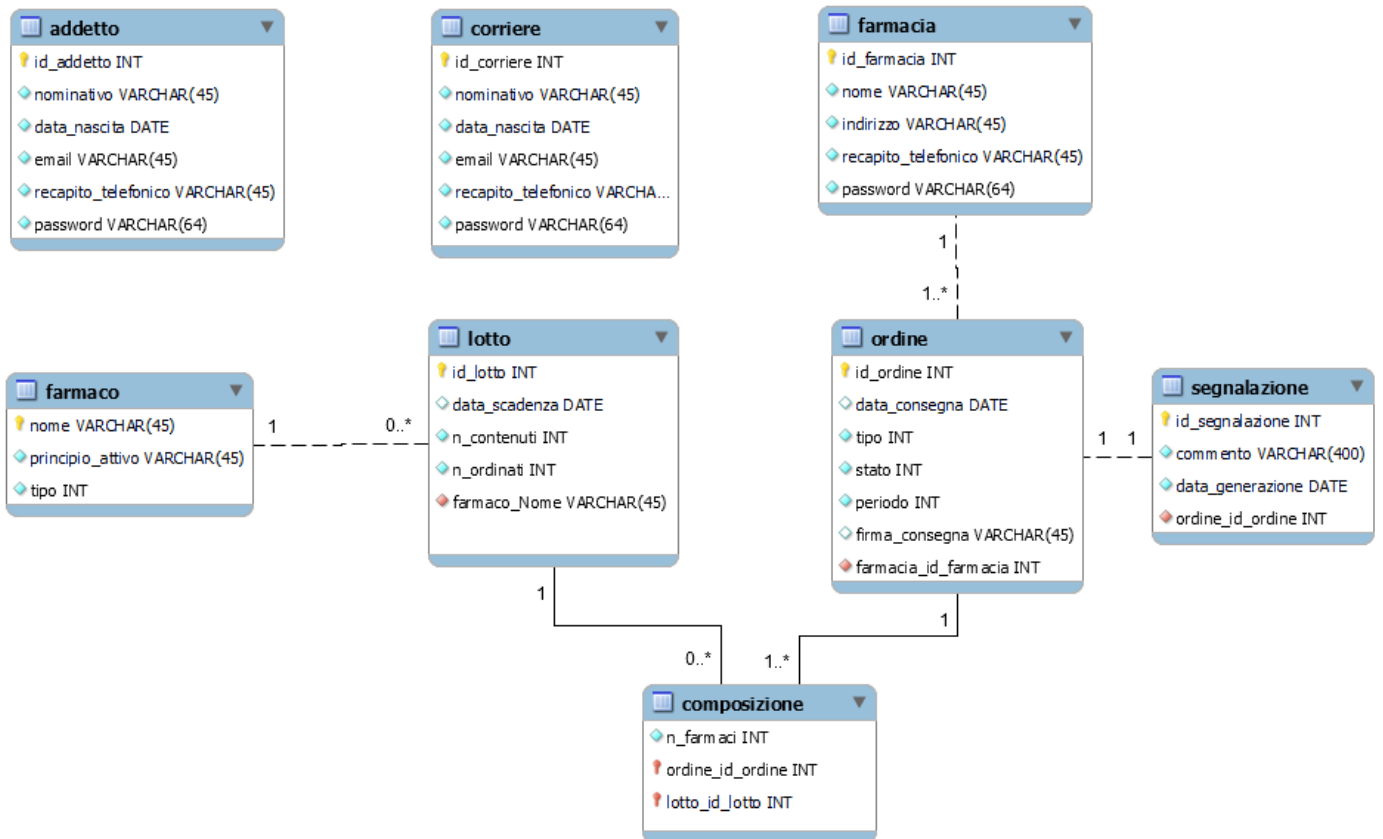 addetto
id_addetto INT
nominativo VARCHAR(45)
data_nascita DATE
email VARCHAR(45)
recapito_telefonico VARCHAR(45)
password VARCHAR(64)
corriere
id_corriere INT
nominativo VARCHAR(45)
data_nascita DATE
email VARCHAR(45)
recapito_telefonico VARCHA...
password VARCHAR(64)
farmacia
id_farmacia INT
nome VARCHAR(45)
indirizzo VARCHAR(45)
recapito_telefonico VARCHAR(45)
password VARCHAR(64)
1
1..*
farmaco
nome VARCHAR(45)
principio_attivo VARCHAR(45)
tipo INT
1
0..*
lotto
id_lotto INT
data_scadenza DATE
n_contenuti INT
n_ordinati INT
farmaco_Nome VARCHAR(45)
ordine
id_ordine INT
data_consegna DATE
tipo INT
stato INT
periodo INT
firma_consegna VARCHAR(45)
farmacia_id_farmacia INT
1
1
segnalazione
id_segnalazione INT
commento VARCHAR(400)
data_generazione DATE
ordine_id_ordine INT
1
0..*
1
1..*
composizione
n_farmaci INT
ordine_id_ordine INT
lotto_id_lotto INT